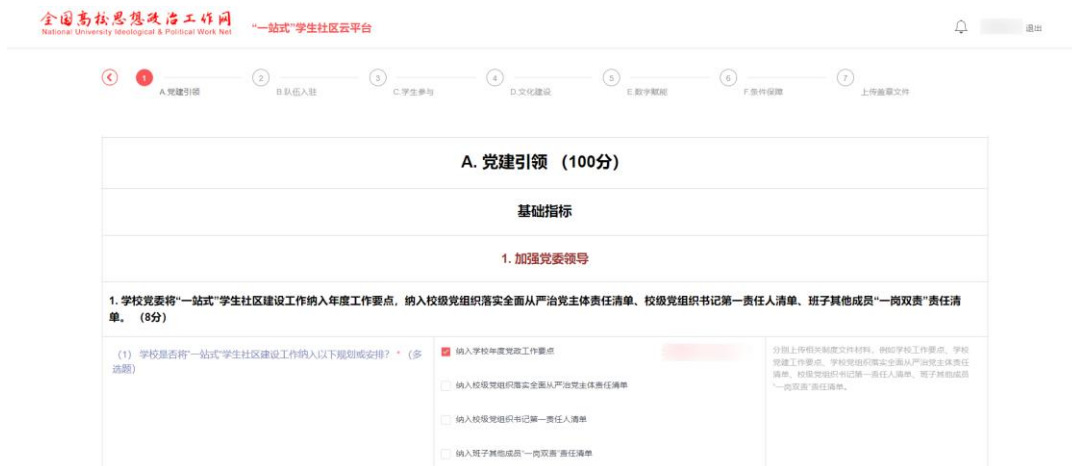 全国高校思想政治工作网
National University Ideological & Political Work Net
“一站式”学生社区云平台
退出
1
2
3
4
5
6
7
A.党建引领
B.队伍入驻
C.学生参与
D.文化建设
E.数字赋能
F.条件保障
上传盖章文件
A. 党建引领 （100分）
基础指标
1. 加强党委领导
1. 学校党委将“一站式”学生社区建设工作纳入年度工作要点，纳入校级党组织落实全面从严治党主体责任清单、校级党组织书记第一责任人清单、班子其他成员“一岗双责”责任清
单。 （8分）
（1） 学校是否将“一站式”学生社区建设工作纳入以下规划或安排？ * （多
选题）
纳入学校年度党政工作要点
纳入校级党组织落实全面从严治党主体责任清单
纳入校级党组织书记第一责任人清单
纳入班子其他成员“一岗双责”责任清单
分别上传相关制度文件材料，例如学校工作要点、学校
党建工作要点、学校党组织落实全面从严治党主体责任
清单、校级党组织书记第一责任人清单、班子其他成员
“一岗双责”责任清单。